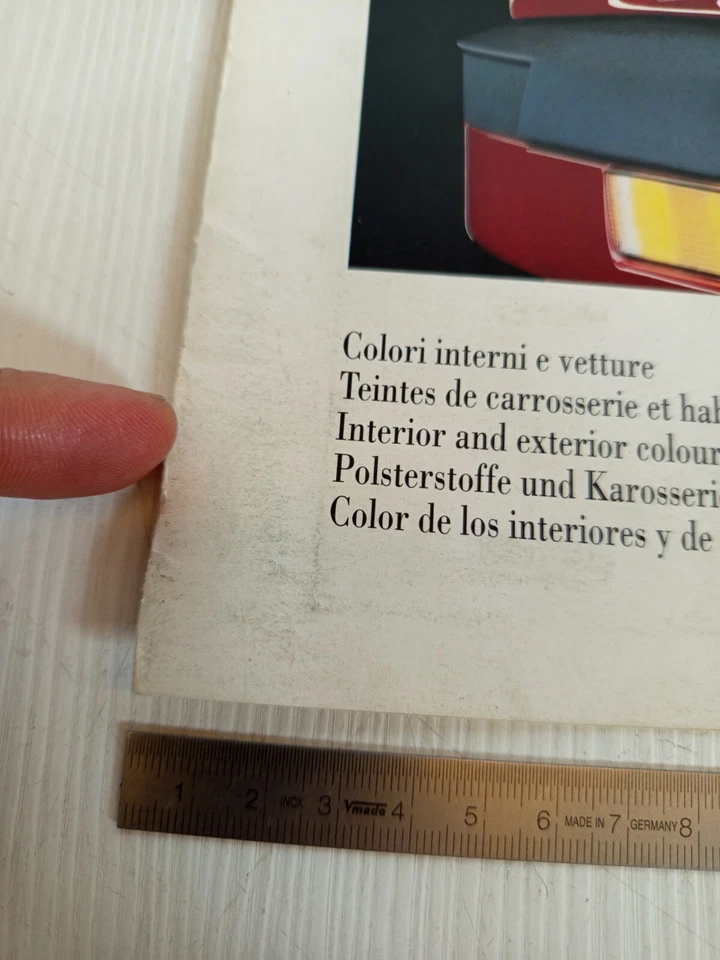 Colori interni e vetture
Teintes de carrosserie et hab
Interior and exterior colour
Polsterstoffe und Karosseri
Color de los interiores y de
1 2 INOX 3 Vmade 4 5 6 MADE IN 7 GERMANY 8